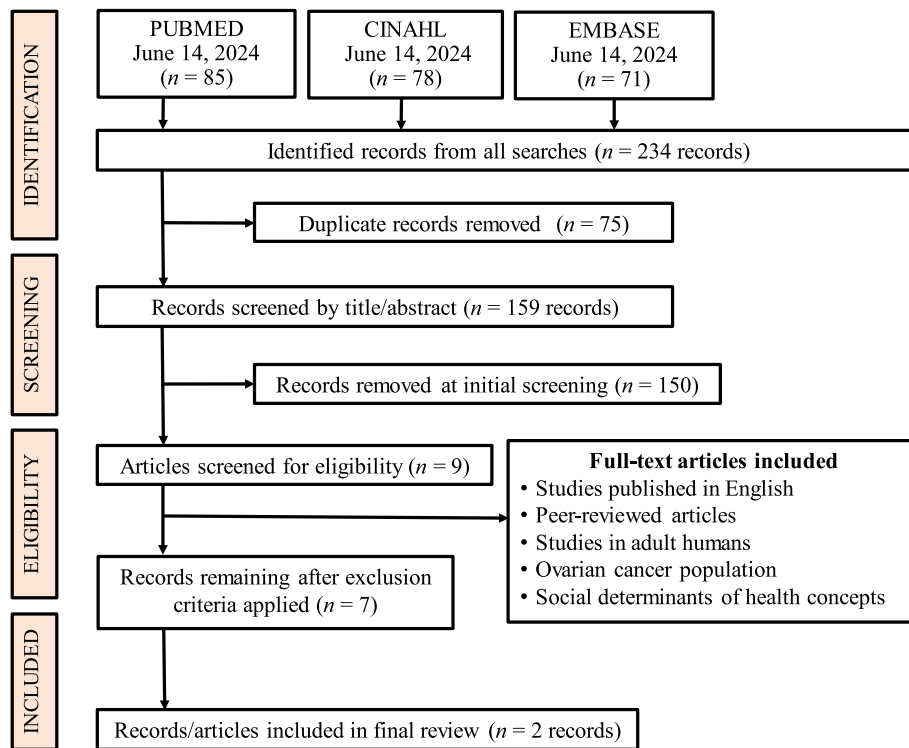 IDENTIFICATION
PUBMED
June 14, 2024
(n = 85)
CINAHL
June 14, 2024
(n = 78)
EMBASE
June 14, 2024
(n = 71)
Identified records from all searches (n = 234 records)
Duplicate records removed (n = 75)
SCREENING
Records screened by title/abstract (n = 159 records)
Records removed at initial screening (n = 150)
ELIGIBILITY
Articles screened for eligibility (n = 9)
Full-text articles included
• Studies published in English
• Peer-reviewed articles
• Studies in adult humans
• Ovarian cancer population
• Social determinants of health concepts
Records remaining after exclusion
criteria applied (n = 7)
INCLUDED
Records/articles included in final review (n = 2 records)